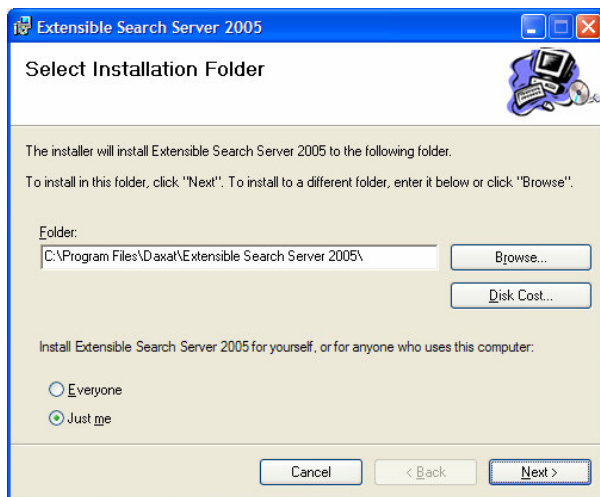 Extensible Search Server 2005
Select Installation Folder
The installer will install Extensible Search Server 2005 to the following folder.
To install in this folder, click "Next". To install to a different folder, enter it below or click "Browse".
Folder:
C:\Program Files\Daxat\Extensible Search Server 2005\
Browse...
Disk Cost...
Install Extensible Search Server 2005 for yourself, or for anyone who uses this computer:
Everyone
Just me
Cancel
< Back
Next >